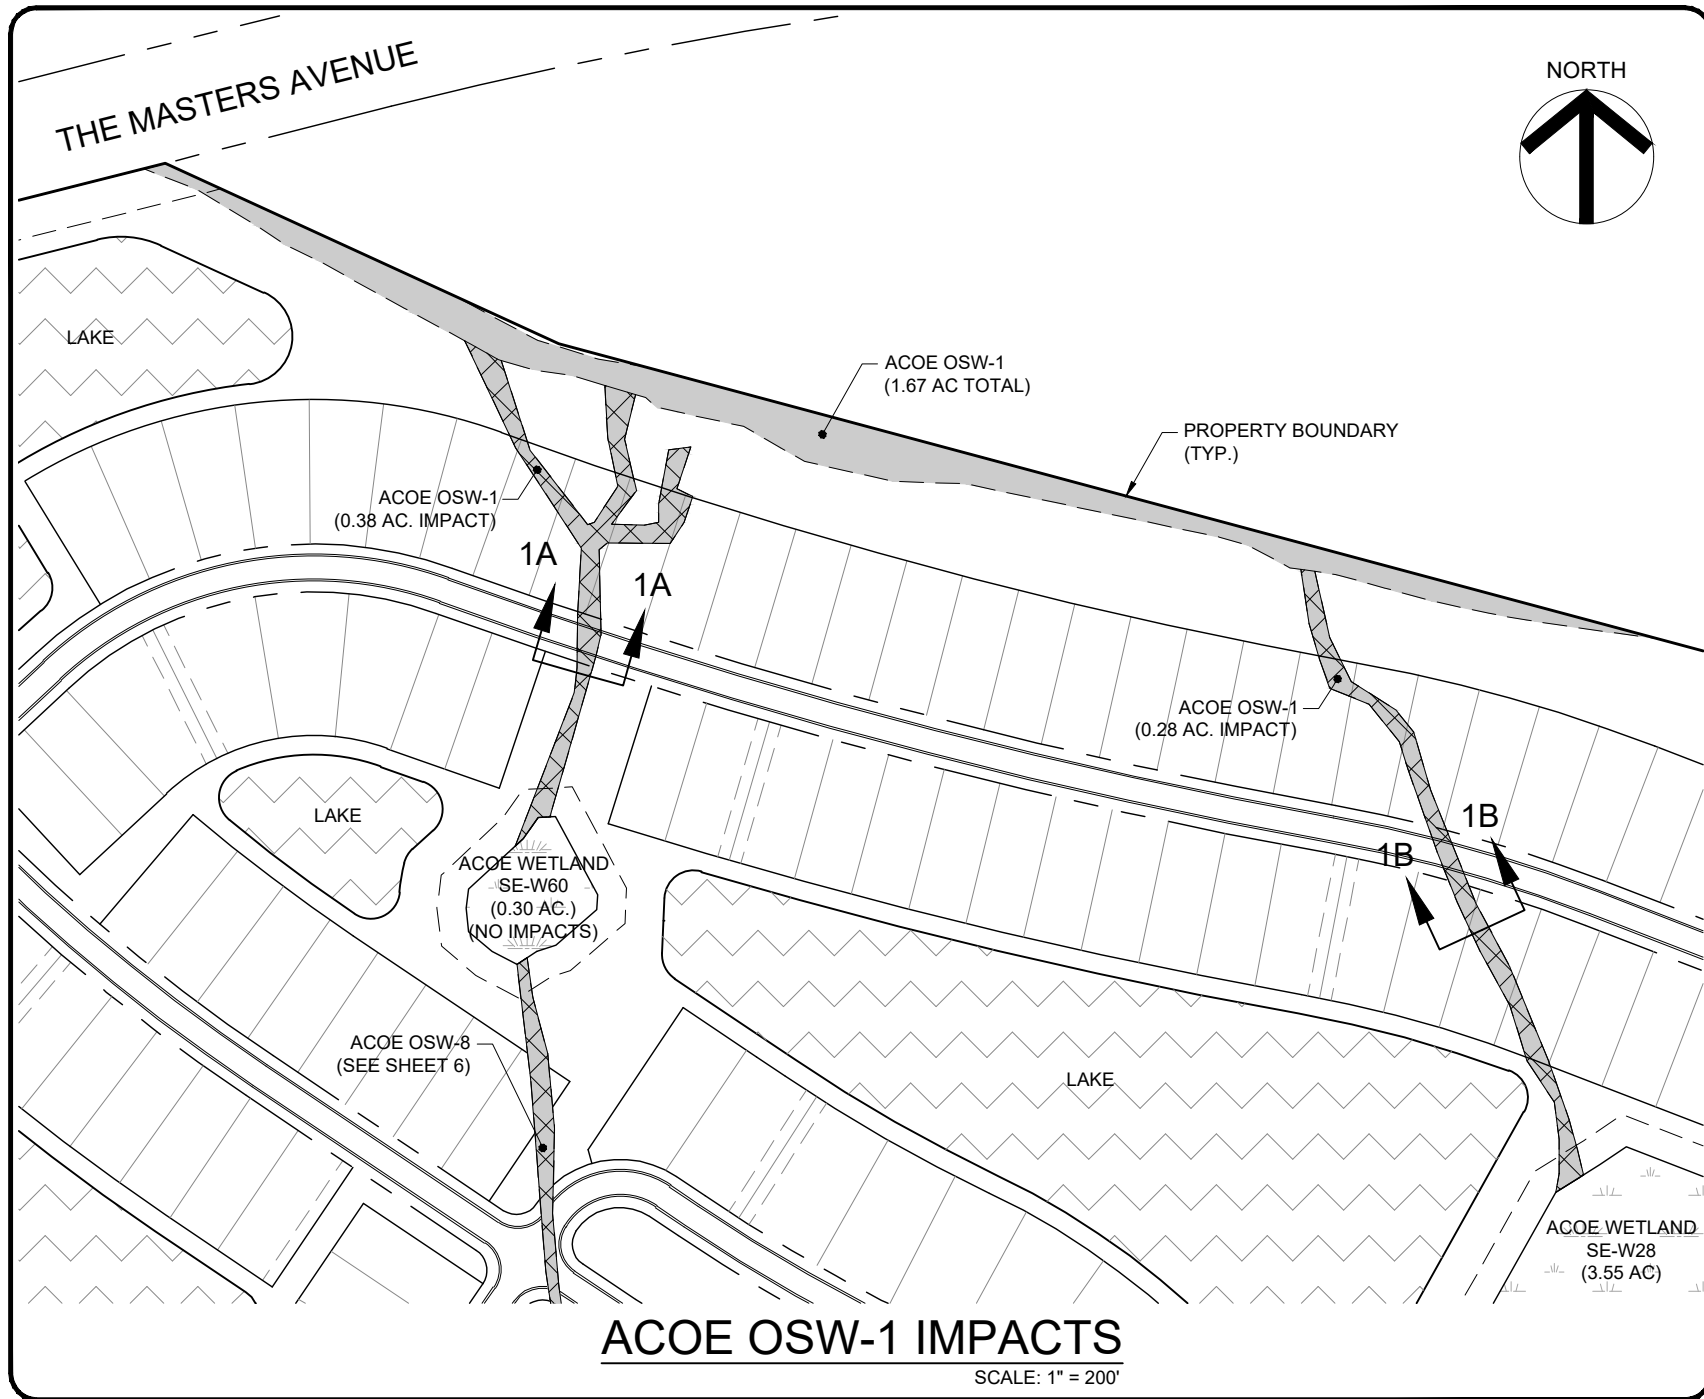 THE MASTERS AVENUE
NORTH
LAKE
ACOE OSW-1
(1.67 AC TOTAL)
PROPERTY BOUNDARY
(TYP.)
ACOE OSW-1
(0.38 AC. IMPACT)
1A
1A
ACOE OSW-1
(0.28 AC. IMPACT)
LAKE
1B
1B
ACOE WETLAND
SE-W60
(0.30 AC.)
(NO IMPACTS)
ACOE OSW-8
(SEE SHEET 6)
LAKE
ACOE WETLAND
SE-W28
(3.55 AC)
ACOE OSW-1 IMPACTS
SCALE: 1" = 200'